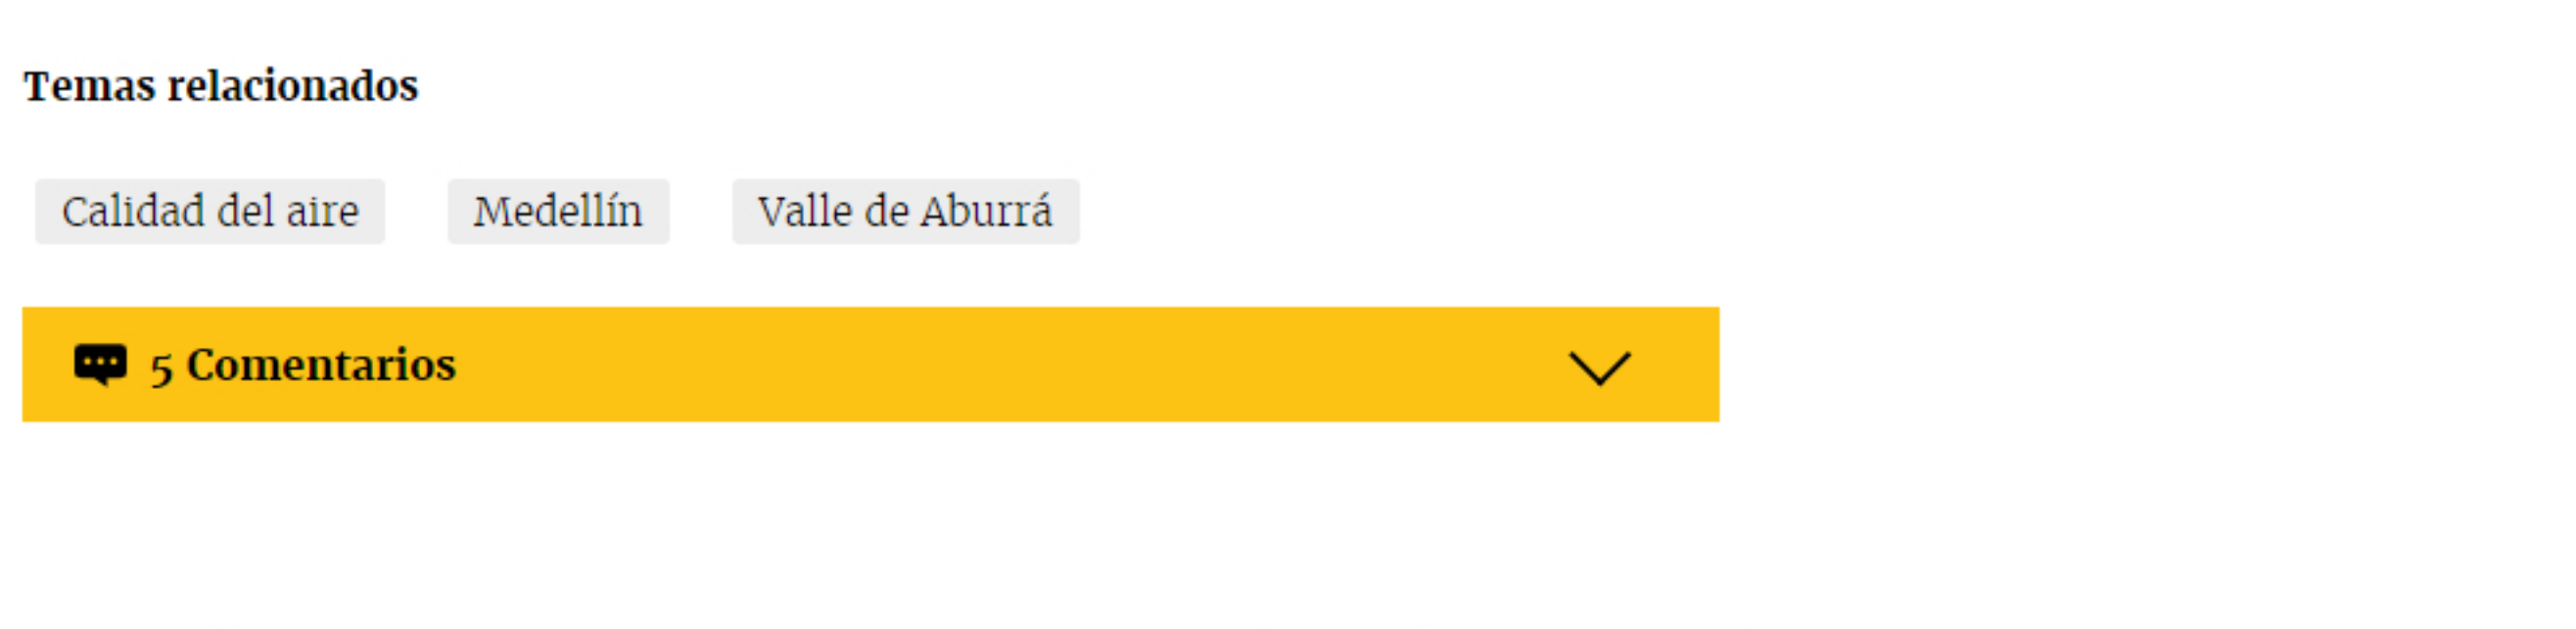 Temas relacionados
Calidad del aire Medellín Valle de Aburrá
5 Comentarios